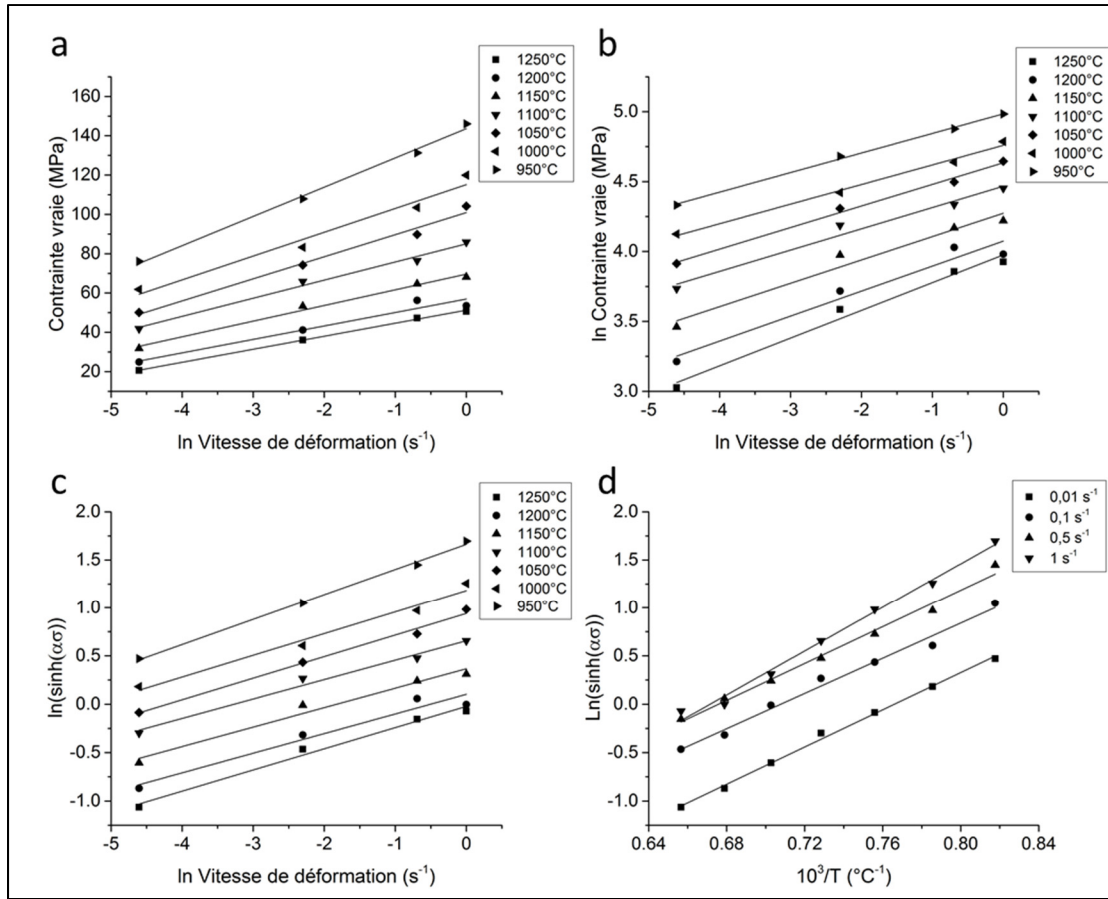 a
1250°C
1200°C
1150°C
1100°C
1050°C
1000°C
950°C
160
140
120
100
80
60
40
20
Contrainte vraie (MPa)
-5 -4 -3 -2 -1 0
ln Vitesse de déformation (s⁻¹)
b
1250°C
1200°C
1150°C
1100°C
1050°C
1000°C
950°C
5.0
4.5
4.0
3.5
3.0
ln Contrainte vraie (MPa)
-5 -4 -3 -2 -1 0
ln Vitesse de déformation (s⁻¹)
c
1250°C
1200°C
1150°C
1100°C
1050°C
1000°C
950°C
2.0
1.5
1.0
0.5
0.0
-0.5
-1.0
ln(sinh(ασ))
-5 -4 -3 -2 -1 0
ln Vitesse de déformation (s⁻¹)
d
0,01 s⁻¹
0,1 s⁻¹
0,5 s⁻¹
1 s⁻¹
2.0
1.5
1.0
0.5
0.0
-0.5
-1.0
Ln(sinh(ασ))
0.64 0.68 0.72 0.76 0.80 0.84
10³/T (°C⁻¹)